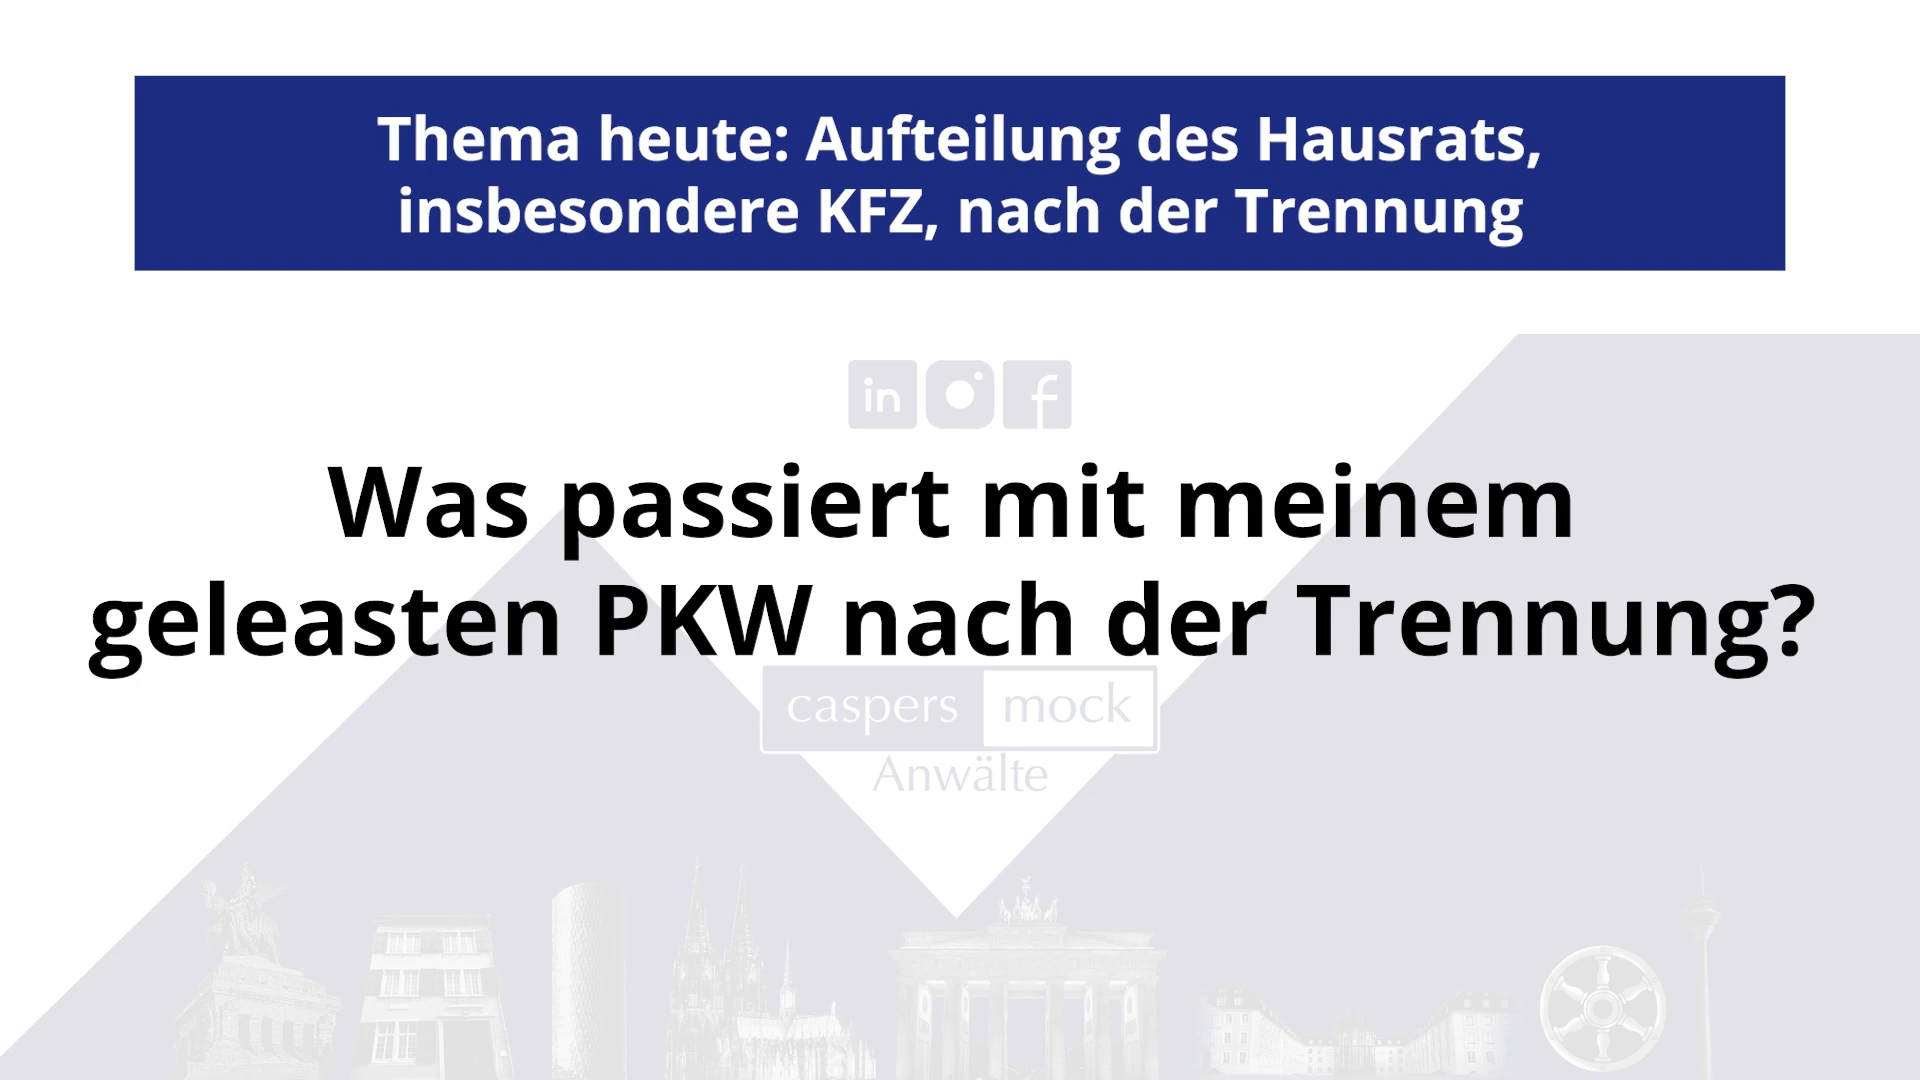 Thema heute: Aufteilung des Hausrats,
insbesondere KFZ, nach der Trennung
in
f
Was passiert mit meinem
geleasten PKW nach der Trennung?
caspers mock
Anwälte